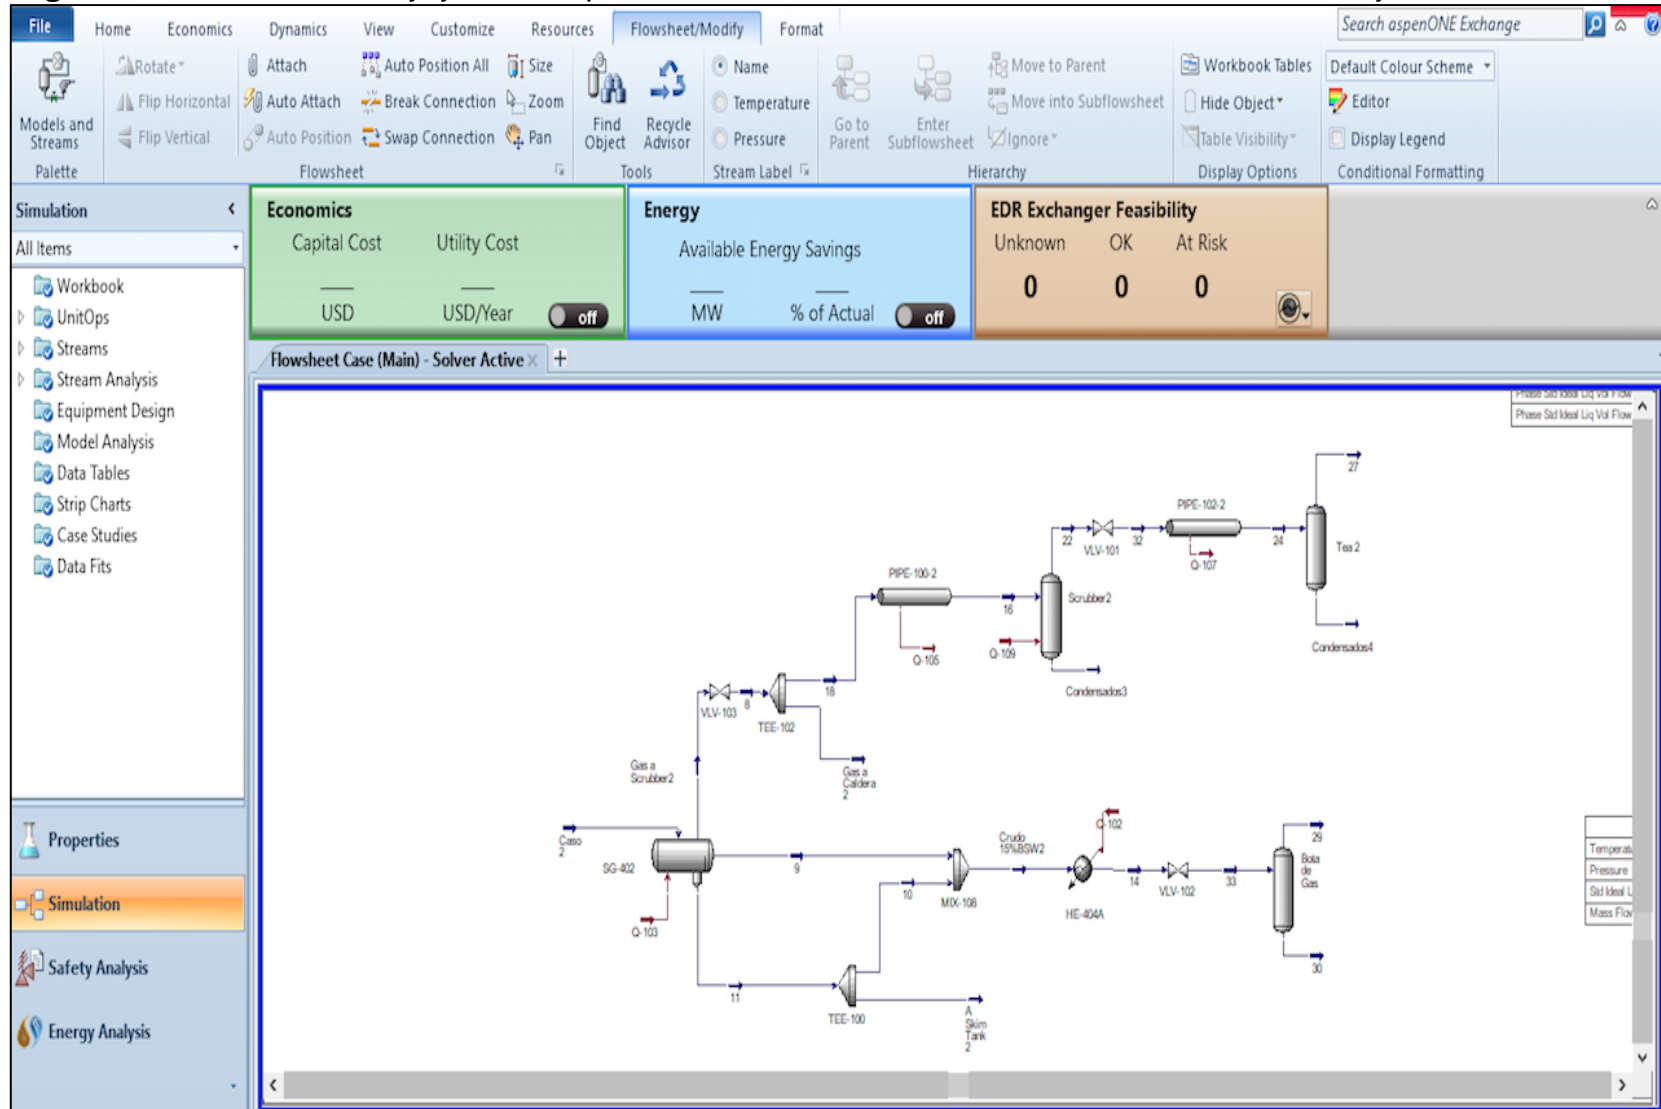 File Home Economics Dynamics View Customize Resources Flowsheet/Modify Format Search aspenONE Exchange
Models and Streams
Palette
Rotate
Flip Horizontal
Flip Vertical
Attach
Auto Attach
Auto Position
Auto Position All
Break Connection
Swap Connection
Size
Zoom
Pan
Flowsheet
Find Object
Recycle Advisor
Tools
Name
Temperature
Pressure
Stream Label
Go to Parent
Enter Subflowsheet
Move to Parent
Move into Subflowsheet
Ignore
Hierarchy
Workbook Tables
Hide Object
Table Visibility
Display Options
Default Colour Scheme
Editor
Display Legend
Conditional Formatting
Simulation
All Items
Workbook
UnitOps
Streams
Stream Analysis
Equipment Design
Model Analysis
Data Tables
Strip Charts
Case Studies
Data Fits
Properties
Simulation
Safety Analysis
Energy Analysis
Economics
Capital Cost Utility Cost
USD USD/Year off
Energy
Available Energy Savings
MW % of Actual off
EDR Exchanger Feasibility
Unknown OK At Risk
0 0 0
Flowsheet Case (Main) - Solver Active
Phase Std Ideal Liq Vol Flow
Phase Std Ideal Liq Vol Flow
27
PIPE-102-2
22
VLV-101
32
24
Tea 2
Q-107
PIPE-100-2
16
Scrubber2
Q-105
Q-109
Condensados4
Condensados3
18
VLV-103
8
TEE-102
Gas a
Scrubber2
Gas a
Caldera
2
Caso
2
SG-402
9
Q-103
10
MIX-108
Crudo
15%BSW2
Q-102
HE-404A
14
VLV-102
33
29
Bota
de
Gas
30
11
TEE-100
A
Skim
Tank
2
Pressure
Std Ideal L
Mass Flow